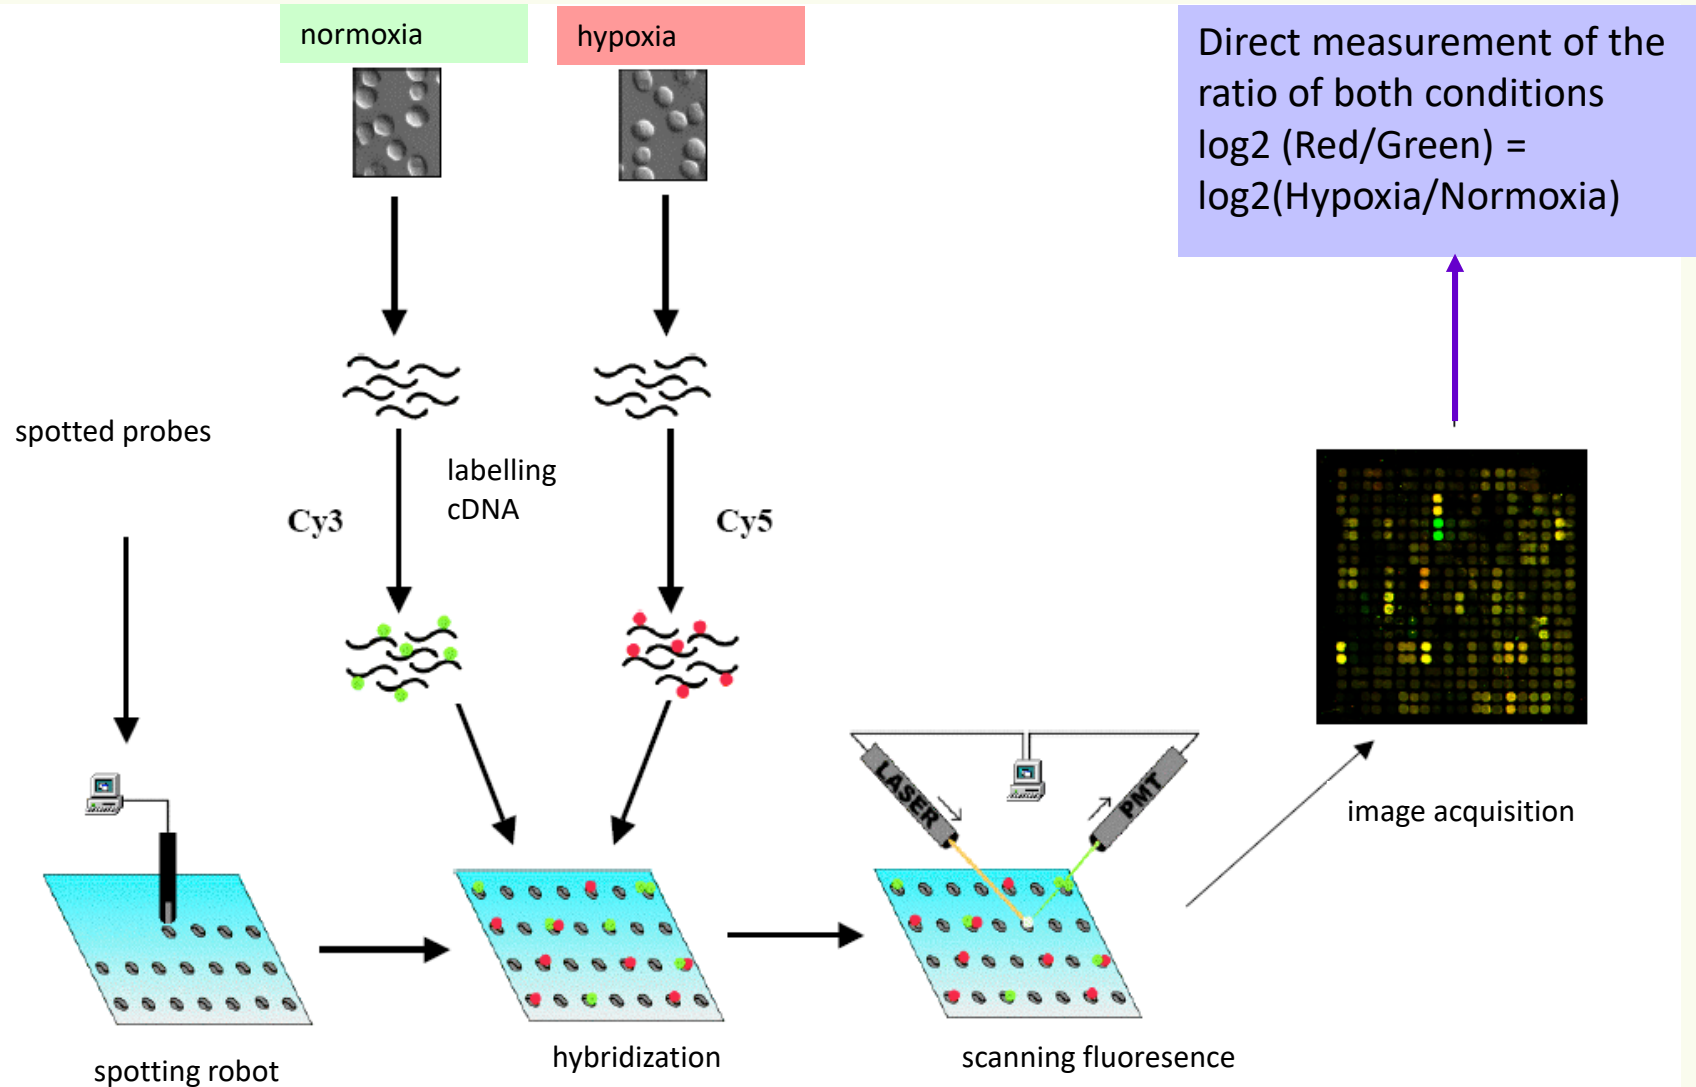 normoxia
hypoxia
Direct measurement of the
ratio of both conditions
log2 (Red/Green) =
log2(Hypoxia/Normoxia)
spotted probes
labelling
cDNA
Cy3
Cy5
LASER
PMT
image acquisition
spotting robot
hybridization
scanning fluoresence